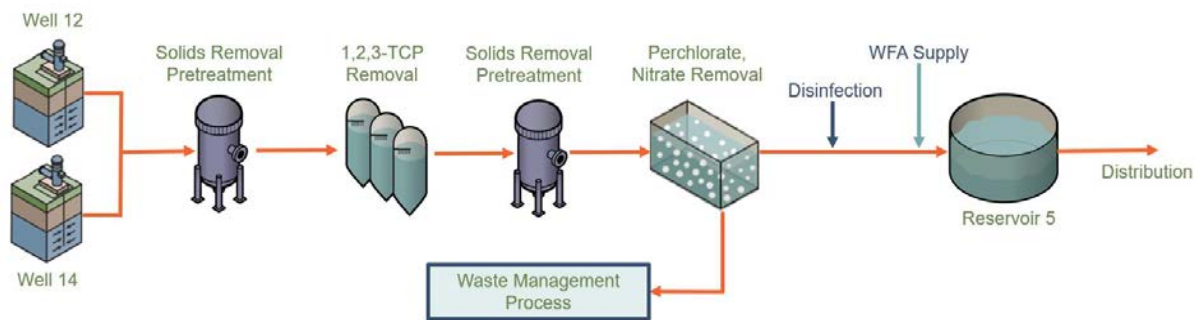 Well 12
Solids Removal
Pretreatment
1,2,3-TCP
Removal
Solids Removal
Pretreatment
Perchlorate,
Nitrate Removal
Disinfection
WFA Supply
Distribution
Reservoir 5
Well 14
Waste Management
Process